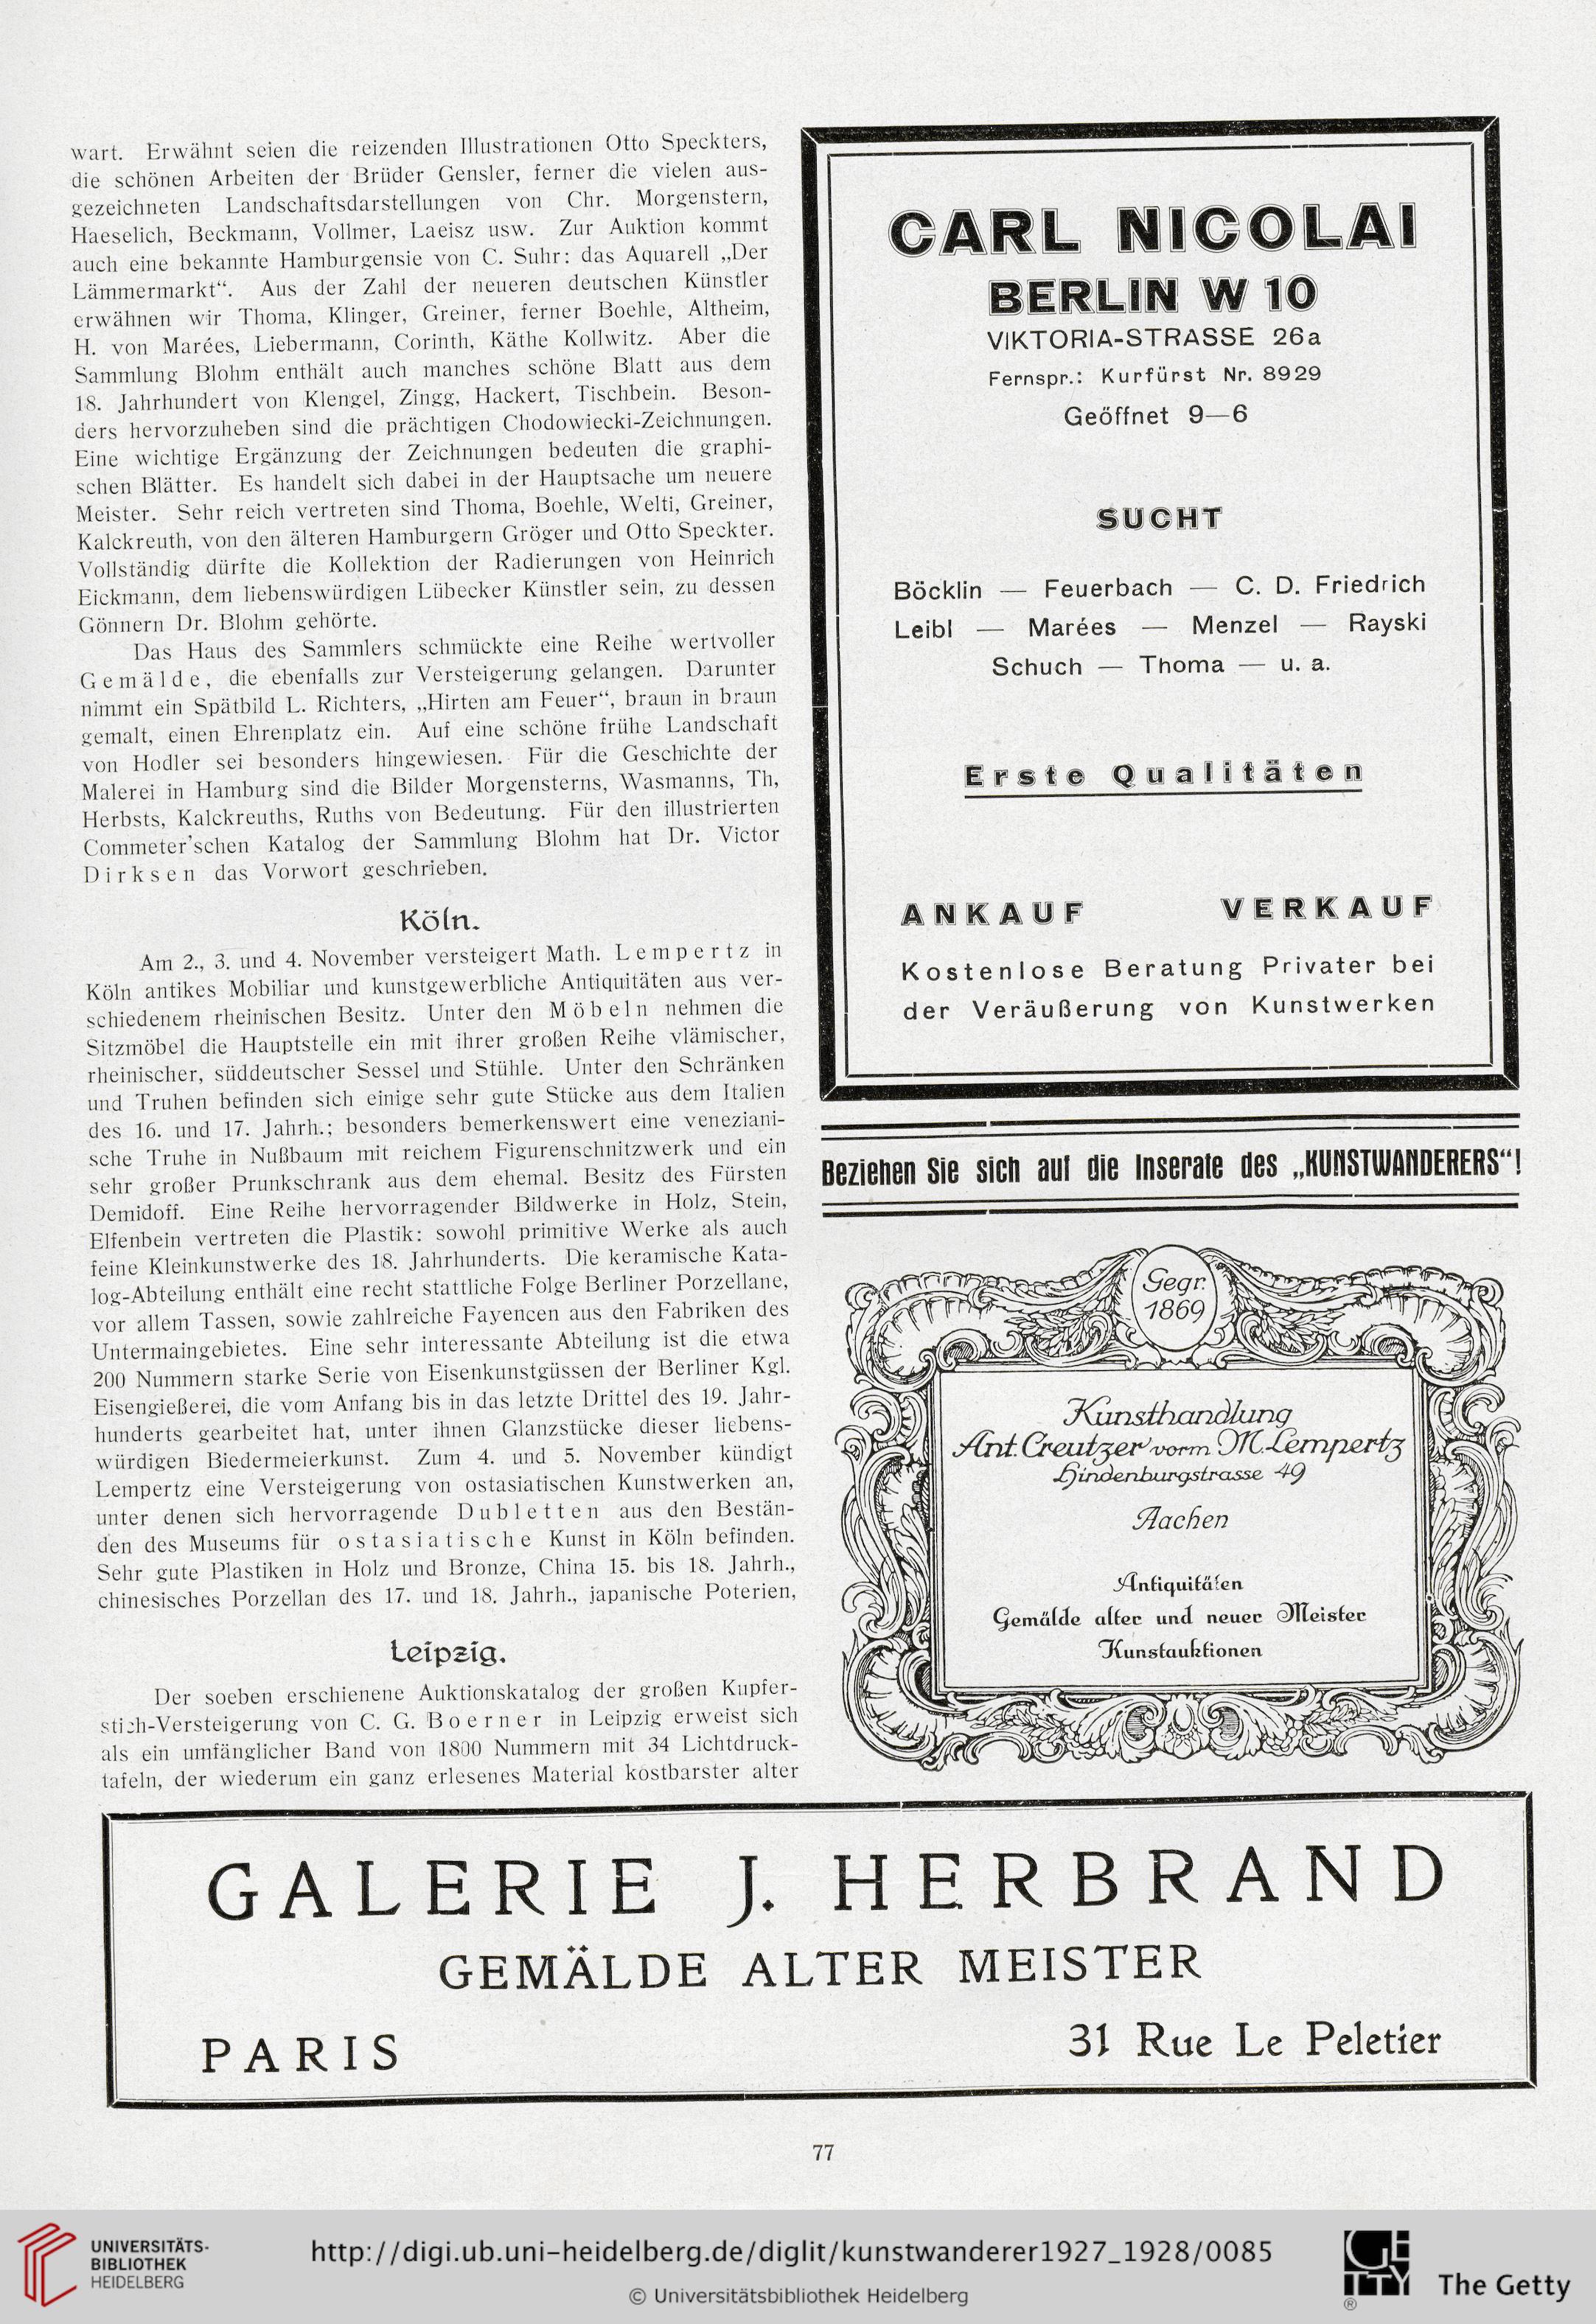 wart. Erwähnt seien die reizenden Illustrationen Otto Speckters,
die schönen Arbeiten der Brüder Gensler, ferner die vielen aus-
gezeichneten Landschaftsdarstellungen von Chr. Morgenstern,
Haeselich, Beckmann, Vollmer, Laeisz usw. Zur Auktion kommt
auch eine bekannte Hamburgensie von C. Suhr: das Aquarell „Der
Lämmermarkt“. Aus der Zahl der neueren deutschen Künstler
erwähnen wir Thoma, Klinger, Greiner, ferner Boehle, Altheim,
H. von Marées, Liebermann, Corinth, Käthe Kollwitz. Aber die
Sammlung Blohm enthält auch manches schöne Blatt aus dem
18. Jahrhundert von Klengel, Zingg, Hackert, Tischbein. Beson-
ders hervorzuheben sind die prächtigen Chodowiecki-Zeichnungen.
Eine wichtige Ergänzung der Zeichnungen bedeuten die graphi-
schen Blätter. Es handelt sich dabei in der Hauptsache um neuere
Meister. Sehr reich vertreten sind Thoma, Boehle, Welti, Greiner,
Kalckreuth, von den älteren Hamburgern Gröger und Otto Speckter.
Vollständig dürfte die Kollektion der Radierungen von Heinrich
Eickmann, dem liebenswürdigen Lübecker Künstler sein, zu dessen
Gönnern Dr. Blohm gehörte.
Das Haus des Sammlers schmückte eine Reihe wertvoller
Gemälde, die ebenfalls zur Versteigerung gelangen. Darunter
nimmt ein Spätbild L. Richters, „Hirten am Feuer“, braun in braun
gemalt, einen Ehrenplatz ein. Auf eine schöne frühe Landschaft
von Hodler sei besonders hingewiesen. Für die Geschichte der
Malerei in Hamburg sind die Bilder Morgensterns, Wasmanns, Th,
Herbsts, Kalckreuths, Ruths von Bedeutung. Für den illustrierten
Commeter'schen Katalog der Sammlung Blohm hat Dr. Victor
Dirksen das Vorwort geschrieben.
Köln.
Am 2., 3. und 4. November versteigert Math. Lempertz in
Köln antikes Mobiliar und kunstgewerbliche Antiquitäten aus ver-
schiedenem rheinischen Besitz. Unter den Möbeln nehmen die
Sitzmöbel die Hauptstelle ein mit ihrer großen Reihe vlämischer,
rheinischer, süddeutscher Sessel und Stühle. Unter den Schränken
und Truhen befinden sich einige sehr gute Stücke aus dem Italien
des 16. und 17. Jahrh.; besonders bemerkenswert eine veneziani-
sche Truhe in Nußbaum mit reichem Figurenschnitzwerk und ein
sehr großer Prunkschrank aus dem ehemal. Besitz des Fürsten
Demidoff. Eine Reihe hervorragender Bildwerke in Holz, Stein,
Elfenbein vertreten die Plastik: sowohl primitive Werke als auch
feine Kleinkunstwerke des 18. Jahrhunderts. Die keramische Kata-
log-Abteilung enthält eine recht stattliche Folge Berliner Porzellane,
vor allem Tassen, sowie zahlreiche Fayencen aus den Fabriken des
Untermaingebietes. Eine sehr interessante Abteilung ist die etwa
200 Nummern starke Serie von Eisenkunstgüssen der Berliner Kgl.
Eisengießerei, die vom Anfang bis in das letzte Drittel des 19. Jahr-
hunderts gearbeitet hat, unter ihnen Glanzstücke dieser liebens-
würdigen Biedermeierkunst. Zum 4. und 5. November kündigt
Lempertz eine Versteigerung von ostasiatischen Kunstwerken an,
unter denen sich hervorragende Dubletten aus den Bestän-
den des Museums für ostasiatische Kunst in Köln befinden.
Sehr gute Plastiken in Holz und Bronze, China 15. bis 18. Jahrh.,
chinesisches Porzellan des 17. und 18. Jahrh., japanische Poterien,
Leipzig.
Der soeben erschienene Auktionskatalog der großen Kupfer-
stich-Versteigerung von C. G. Boerner in Leipzig erweist sich
als ein umfänglicher Band von 1800 Nummern mit 34 Lichtdruck-
tafeln, der wiederum ein ganz erlesenes Material kostbarster alter
CARL NICOLAI
BERLIN W 10
VIKTORIA-STRASSE 26a
Fernspr.: Kurfürst Nr. 8929
Geöffnet 9—6
SUCHT
Böcklin — Feuerbach — C. D. Friedrich
Leibl — Marées — Menzel — Rayski
Schuch — Thoma — u. a.
Erste Qualitäten
ANKAUF VERKAUF
Kostenlose Beratung Privater bei
der Veräußerung von Kunstwerken
Beziehen Sie sich auf die Inserate des „KUNSTWANDERERS“!
Gegr.
1869
Kunsthandlung
Ant. Creutzer vorm. M. Lempertz
Hindenburgstrasse 49
Aachen
Antiquitäten
Gemälde alter und neuer Meister
Kunstauktionen
GALERIE J. HERBRAND
GEMÄLDE ALTER MEISTER
PARIS 31 Rue Le Peletier
77
UNIVERSITÄTS-
BIBLIOTHEK
HEIDELBERG
http://digi.ub.uni-heidelberg.de/diglit/kunstwanderer1927_1928/0085
© Universitätsbibliothek Heidelberg
GETTY
®
The Getty